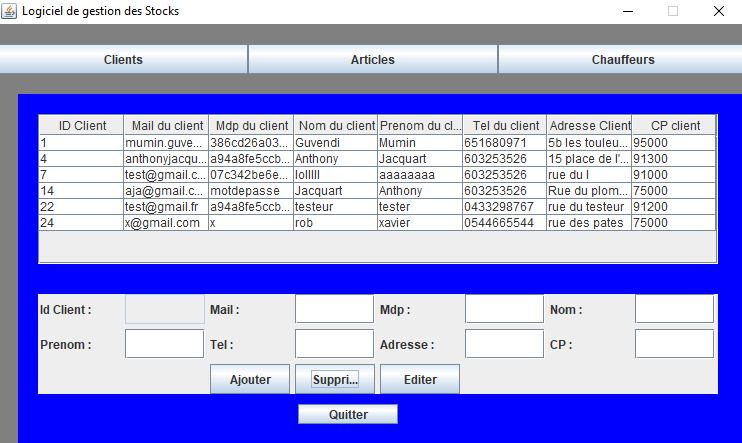 Logiciel de gestion des Stocks
Clients Articles Chauffeurs
ID Client Mail du client Mdp du client Nom du client Prenom du cl... Tel du client Adresse Client CP client
1 mumin.guve... 386cd26a03... Guvendi Mumin 651680971 5b les touleu... 95000
4 anthonyjacqu... a94a8fe5ccb... Anthony Jacquart 603253526 15 place de l'... 91300
7 test@gmail.c... 07c342be6e... lolllll aaaaaaaa 603253526 rue du l 91000
14 aja@gmail.c... motdepasse Jacquart Anthony 603253526 Rue du plom... 75000
22 test@gmail.fr a94a8fe5ccb... testeur tester 0433298767 rue du testeur 91200
24 x@gmail.com x rob xavier 0544665544 rue des pates 75000
Id Client : Mail : Mdp : Nom :
Prenom : Tel : Adresse : CP :
Ajouter Suppri... Editer
Quitter